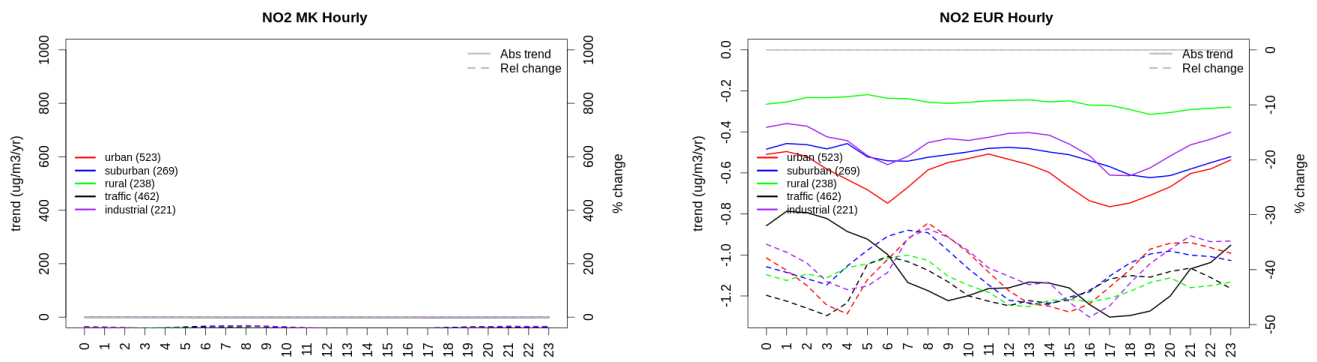 NO2 MK Hourly
trend (ug/m3/yr)
1000
800
600
400
200
0
Abs trend
Rel change
urban (523)
suburban (269)
rural (238)
traffic (462)
industrial (221)
1000
800
600
400
200
0
% change
0 1 2 3 4 5 6 7 8 9 10 11 12 13 14 15 16 17 18 19 20 21 22 23
NO2 EUR Hourly
trend (ug/m3/yr)
0.0
-0.2
-0.4
-0.6
-0.8
-1.0
-1.2
Abs trend
Rel change
urban (523)
suburban (269)
rural (238)
traffic (462)
industrial (221)
0
-10
-20
-30
-40
-50
% change
0 1 2 3 4 5 6 7 8 9 10 11 12 13 14 15 16 17 18 19 20 21 22 23